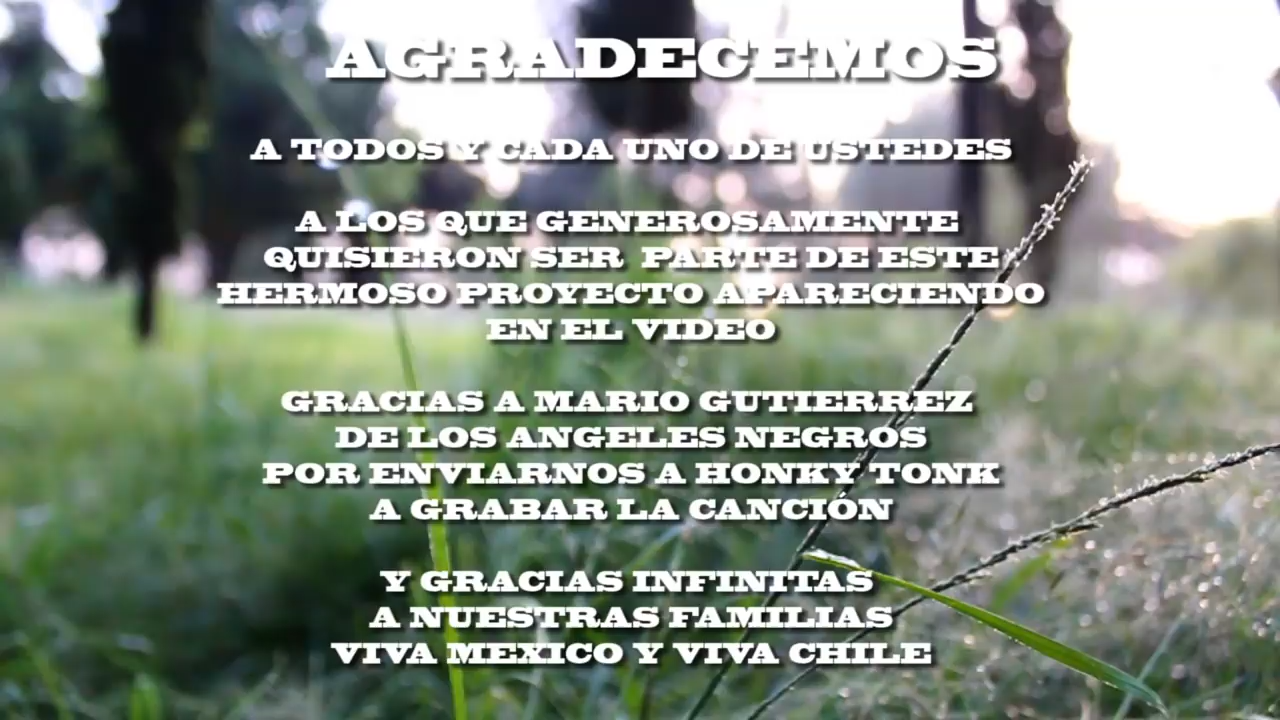 AGRADECEMOS
A TODOS Y CADA UNO DE USTEDES
A LOS QUE GENEROSAMENTE
QUISIERON SER PARTE DE ESTE
HERMOSO PROYECTO APARECIENDO
EN EL VIDEO
GRACIAS A MARIO GUTIERREZ
DE LOS ANGELES NEGROS
POR ENVIARNOS A HONKY TONK
A GRABAR LA CANCIÓN
Y GRACIAS INFINITAS
A NUESTRAS FAMILIAS
VIVA MEXICO Y VIVA CHILE